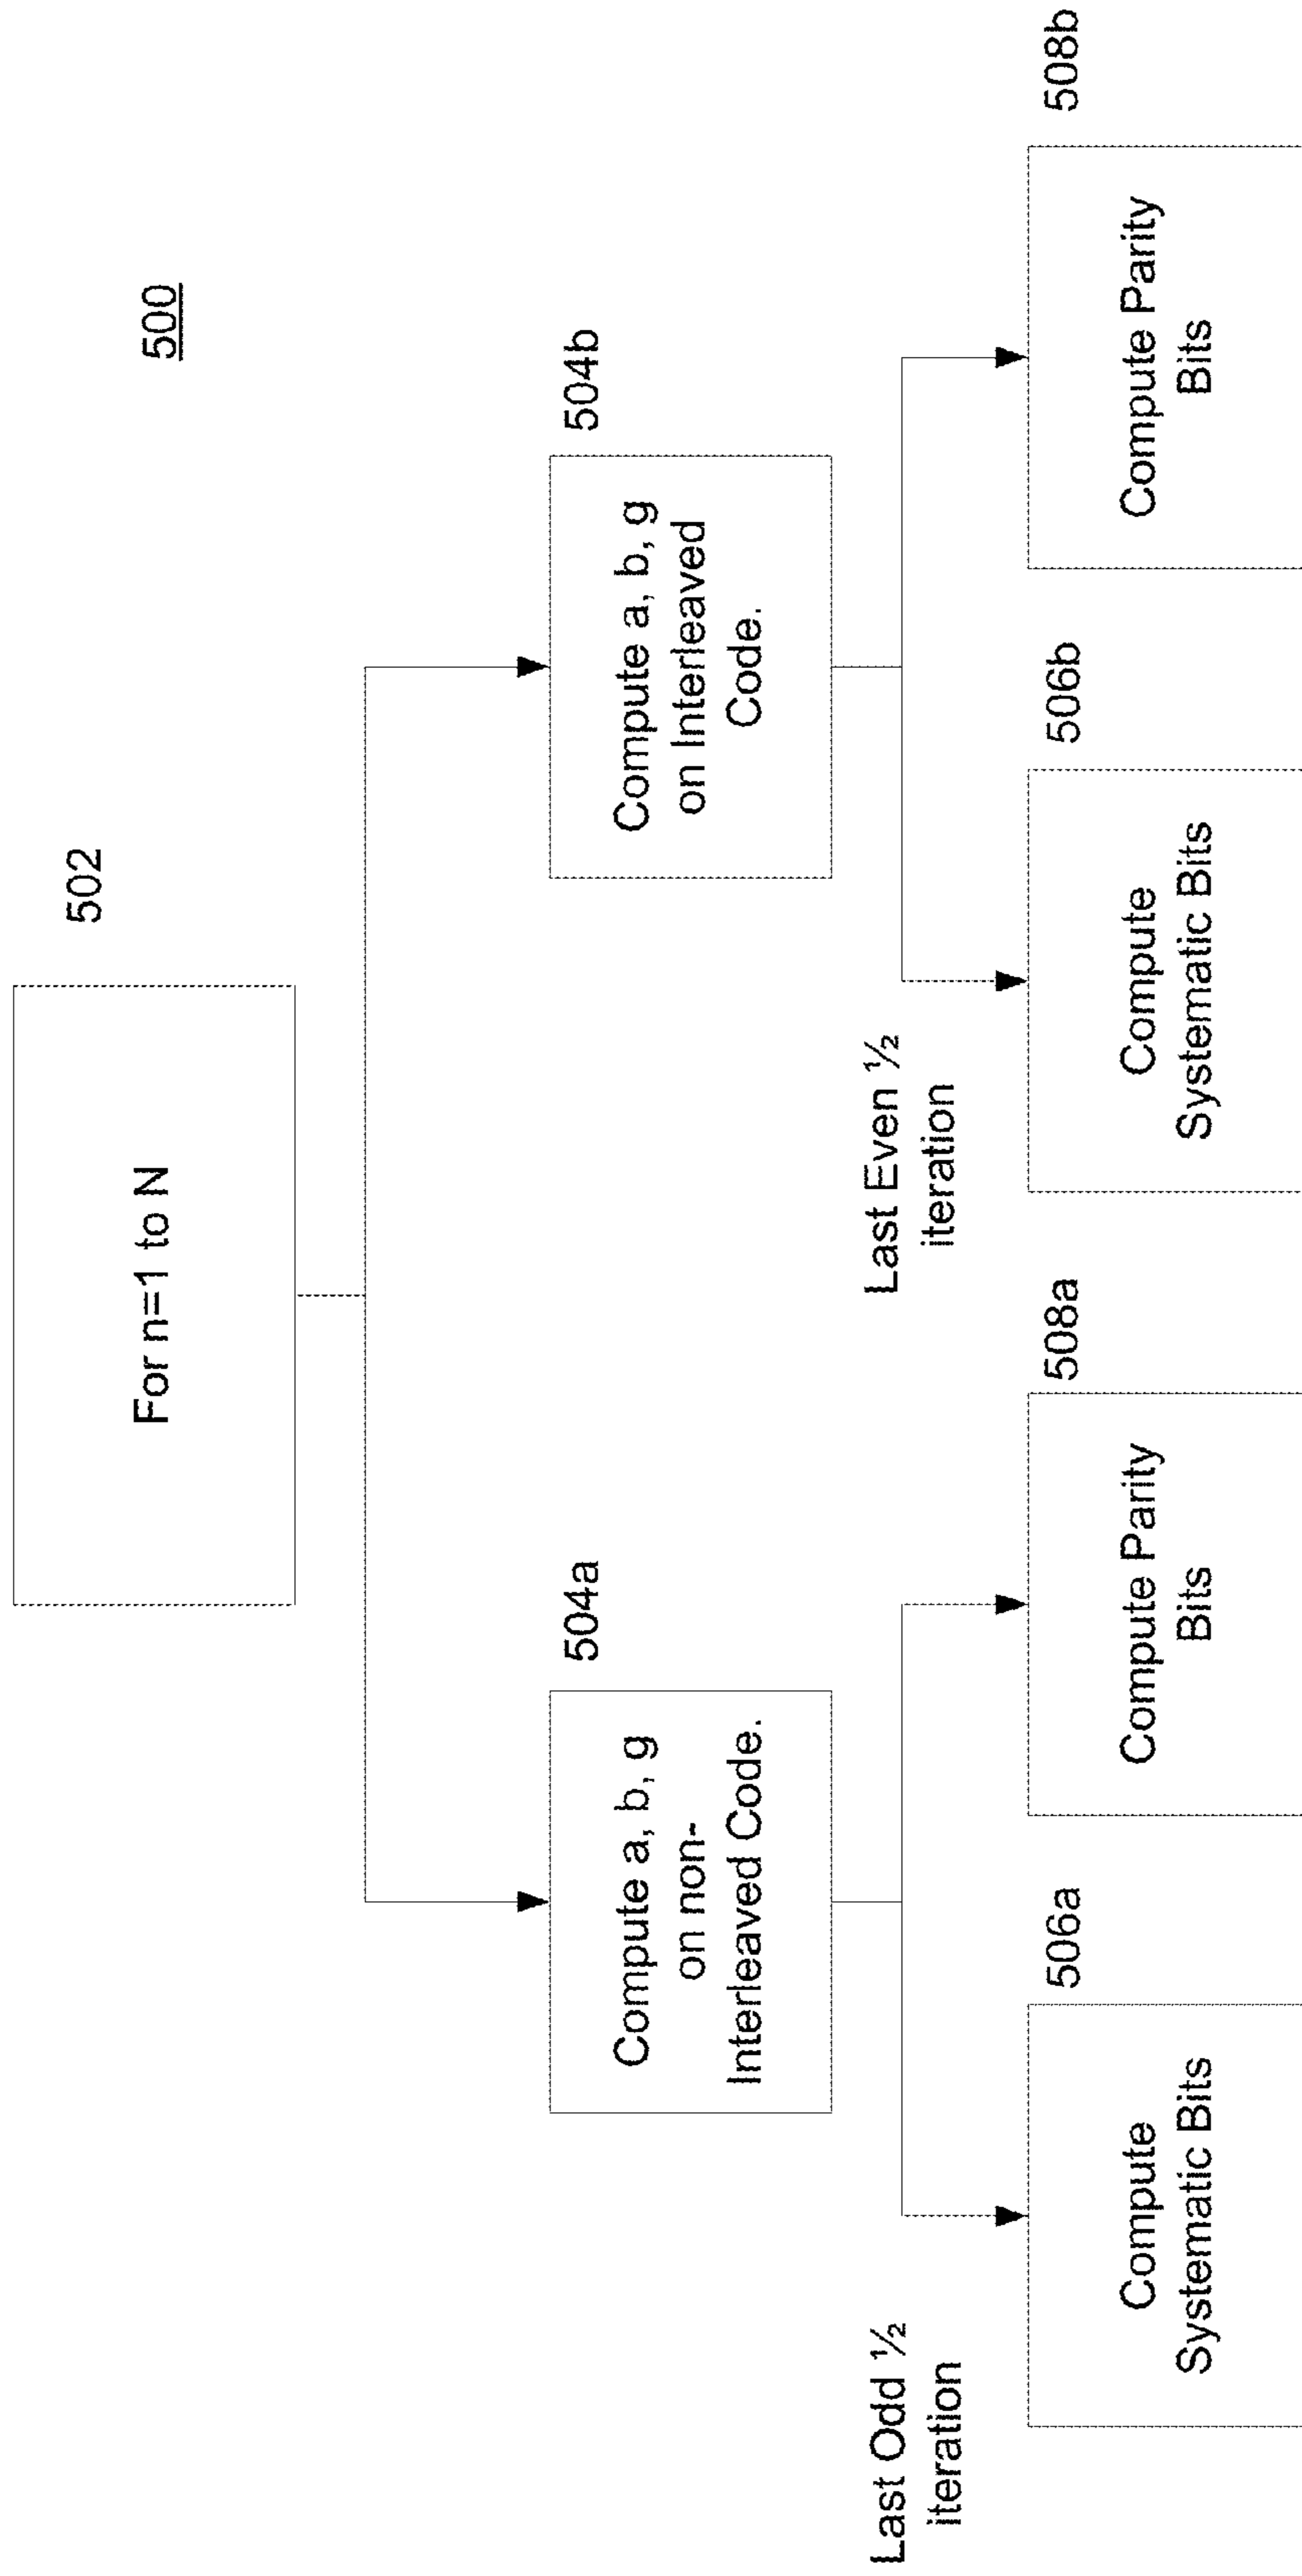 500
502
For n=1 to N
504a
Compute a, b, g
on non-
Interleaved Code.
504b
Compute a, b, g
on Interleaved
Code.
Last Odd ½
iteration
506a
Compute
Systematic Bits
508a
Compute Parity
Bits
Last Even ½
iteration
506b
Compute
Systematic Bits
508b
Compute Parity
Bits